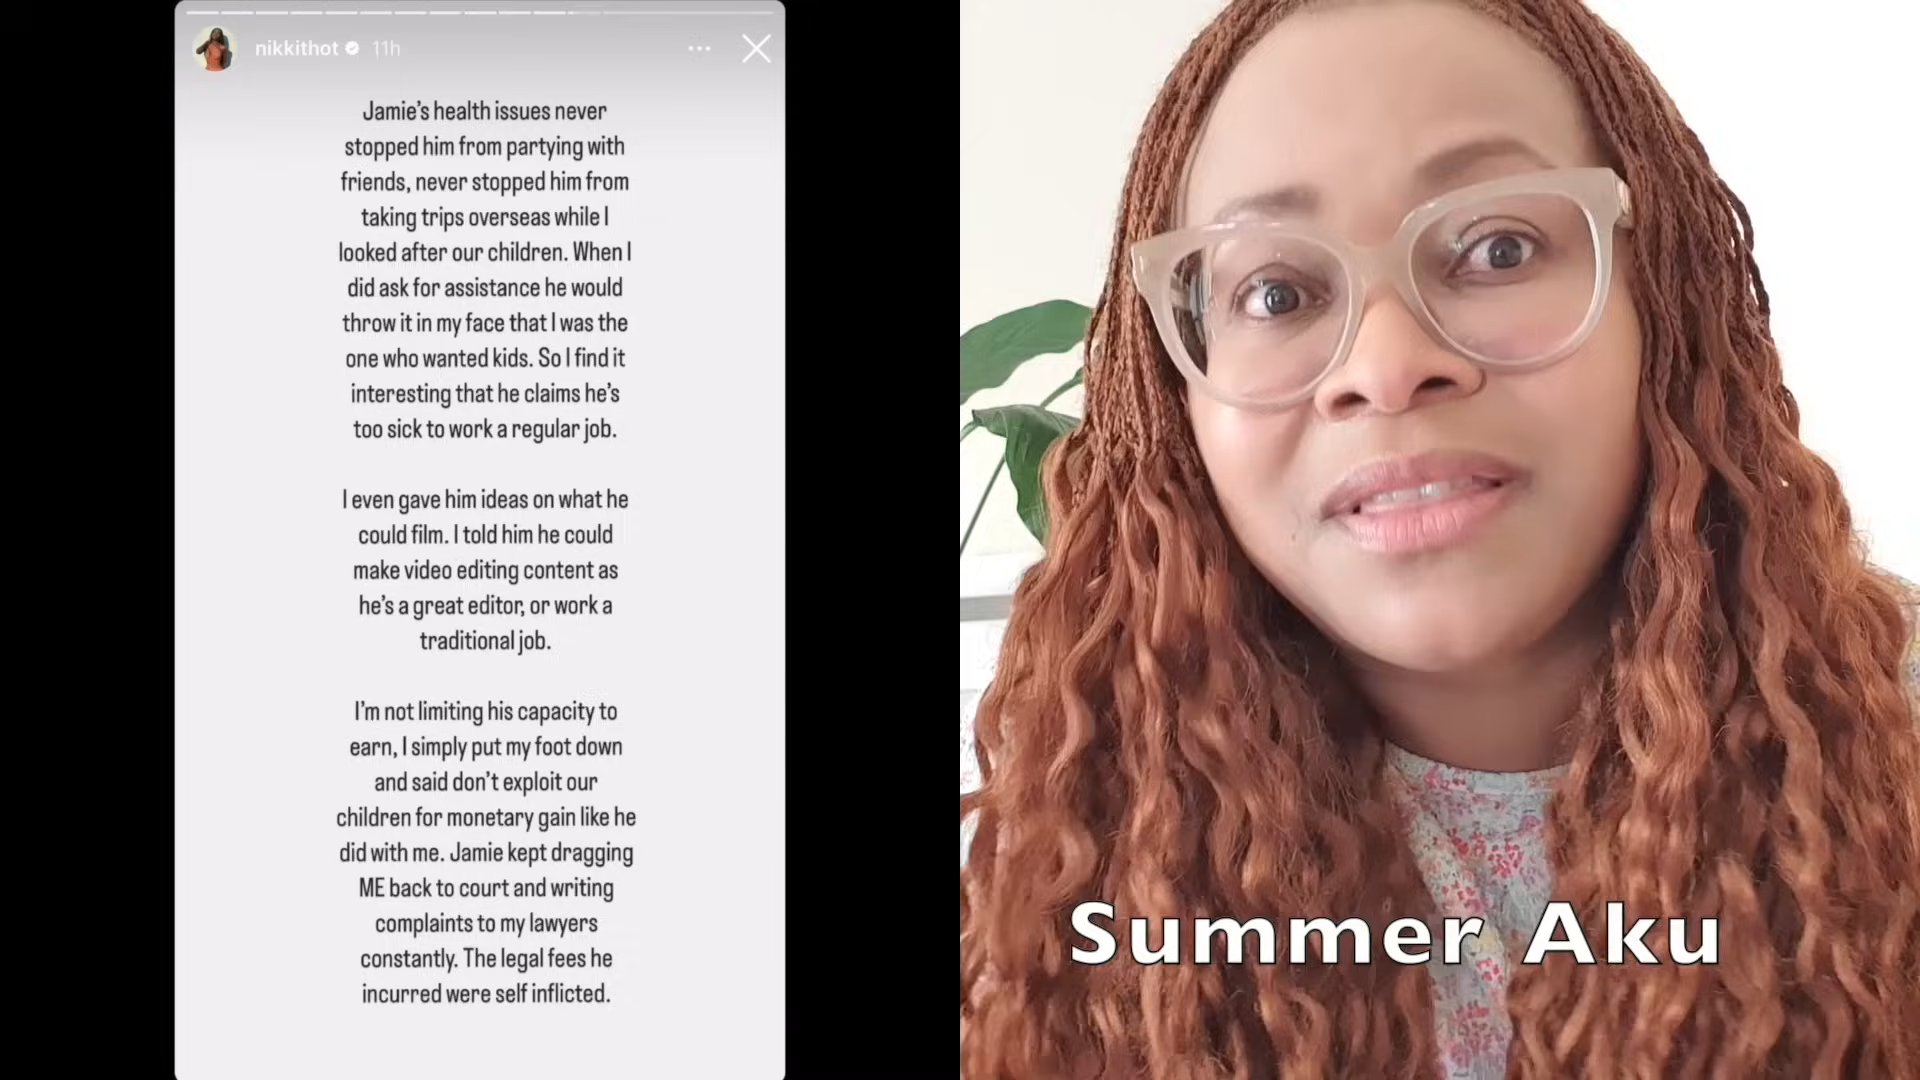 nikkithot 11h
Jamie's health issues never
stopped him from partying with
friends, never stopped him from
taking trips overseas while I
looked after our children. When I
did ask for assistance he would
throw it in my face that I was the
one who wanted kids. So I find it
interesting that he claims he's
too sick to work a regular job.
I even gave him ideas on what he
could film. I told him he could
make video editing content as
he's a great editor, or work a
traditional job.
I'm not limiting his capacity to
earn, I simply put my foot down
and said don't exploit our
children for monetary gain like he
did with me. Jamie kept dragging
ME back to court and writing
complaints to my lawyers
constantly. The legal fees he
incurred were self inflicted.
Summer Aku